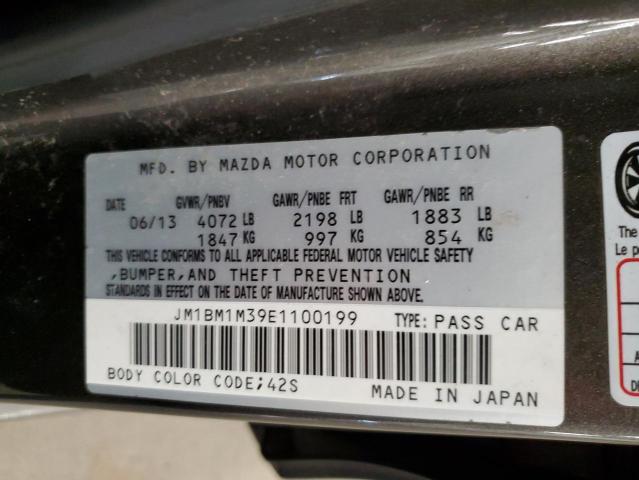 MFD. BY MAZDA MOTOR CORPORATION
DATE GVWR/PNBV GAWR/PNBE FRT GAWR/PNBE RR
06/13 4072 LB 2198 LB 1883 LB
1847 KG 997 KG 854 KG
THIS VEHICLE CONFORMS TO ALL APPLICABLE FEDERAL MOTOR VEHICLE SAFETY
,BUMPER,AND THEFT PREVENTION
STANDARDS IN EFFECT ON THE DATE OF MANUFACTURE SHOWN ABOVE.
JM1BM1M39E1100199 TYPE: PASS CAR
BODY COLOR CODE;42S MADE IN JAPAN
The
Le p